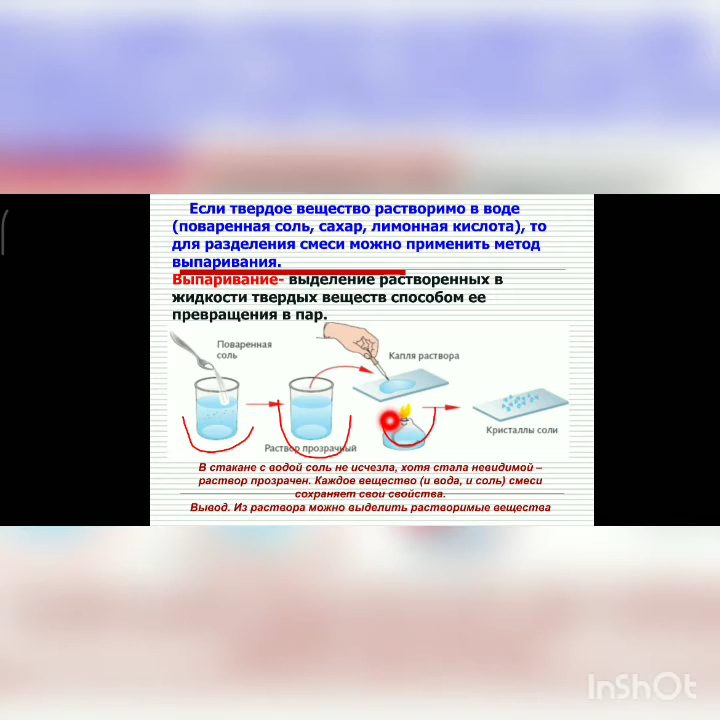 Если твердое вещество растворимо в воде
(поваренная соль, сахар, лимонная кислота), то
для разделения смеси можно применить метод
выпаривания.
Выпаривание- выделение растворенных в
жидкости твердых веществ способом ее
превращения в пар.
Поваренная
соль
Капля раствора
Раствор прозрачный
Кристаллы соли
В стакане с водой соль не исчезла, хотя стала невидимой –
раствор прозрачен. Каждое вещество (и вода, и соль) смеси
сохраняет свои свойства.
Вывод. Из раствора можно выделить растворимые вещества
InShOt